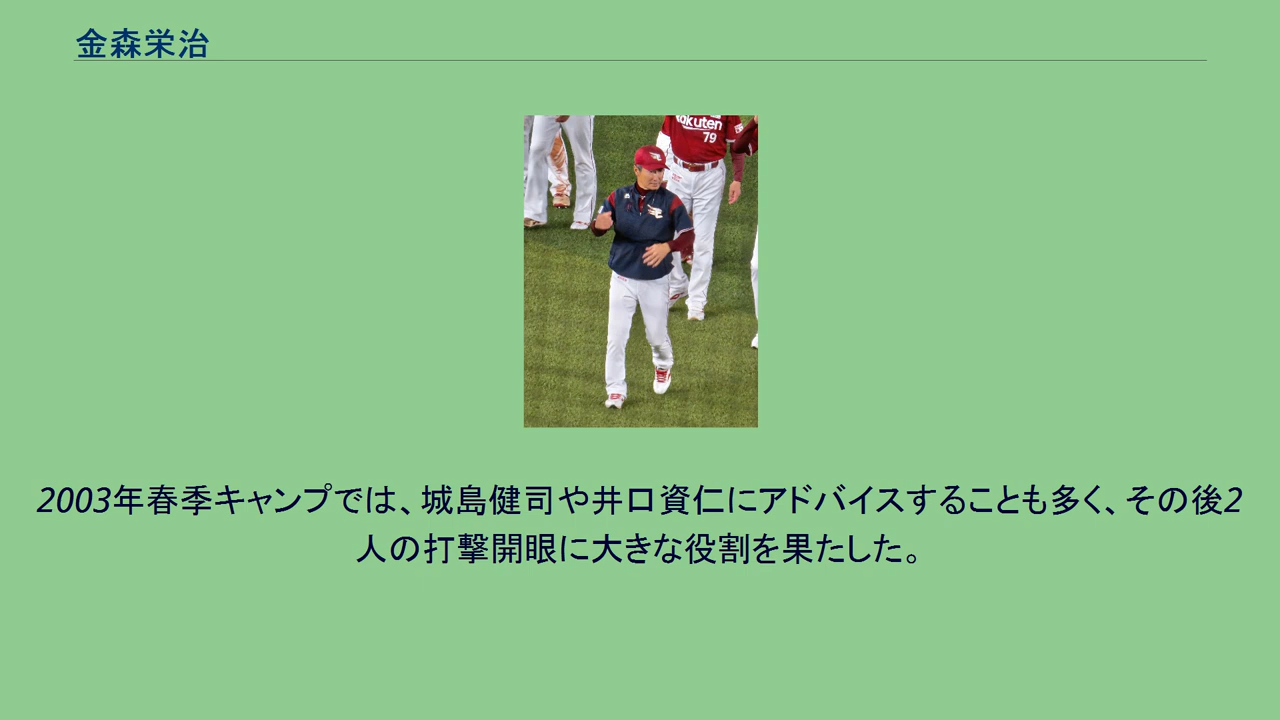 金森栄治
Rakuten
79
2003年春季キャンプでは、城島健司や井口資仁にアドバイスすることも多く、その後2
人の打撃開眼に大きな役割を果たした。